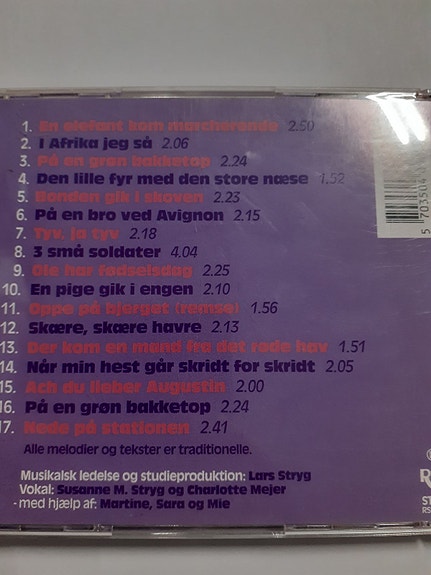 1. En elefant kom marcherende 2.50
2. I Afrika jeg så 2.06
3. På en grøn bakketop 2.24
4. Den lille fyr med den store næse 1.52
5. Bonden gik i skoven 2.23
6. På en bro ved Avignon 2.15
7. Tyv, ja tyv 2.18
8. 3 små soldater 4.04
9. Ole har fødselsdag 2.25
10. En pige gik i engen 2.10
11. Oppe på bjerget (remse) 1.56
12. Skære, skære havre 2.13
13. Der kom en mand fra det røde hav 1.51
14. Når min hest går skridt for skridt 2.05
15. Ach du lieber Augustin 2.00
16. På en grøn bakketop 2.24
17. Nede på stationen 2.41
Alle melodier og tekster er traditionelle.
Musikalsk ledelse og studieproduktion: Lars Stryg
Vokal: Susanne M. Stryg og Charlotte Mejer
- med hjælp af: Martine, Sara og Mie
5 703504
R
ST
RS